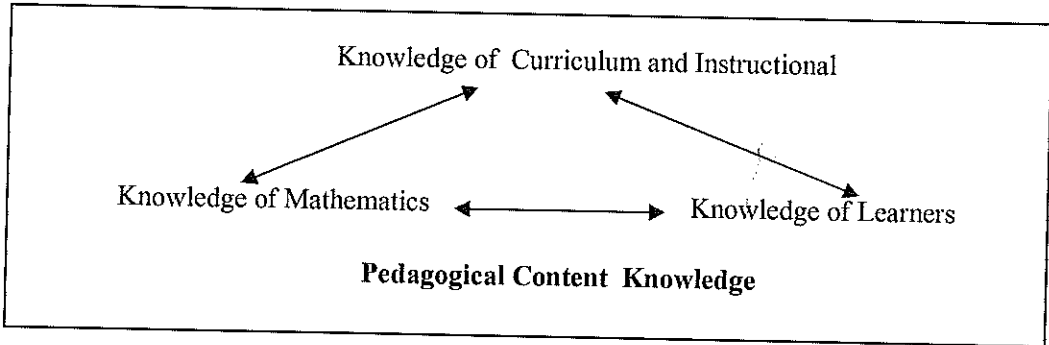 Knowledge of Curriculum and Instructional
Knowledge of Mathematics
Knowledge of Learners
Pedagogical Content Knowledge